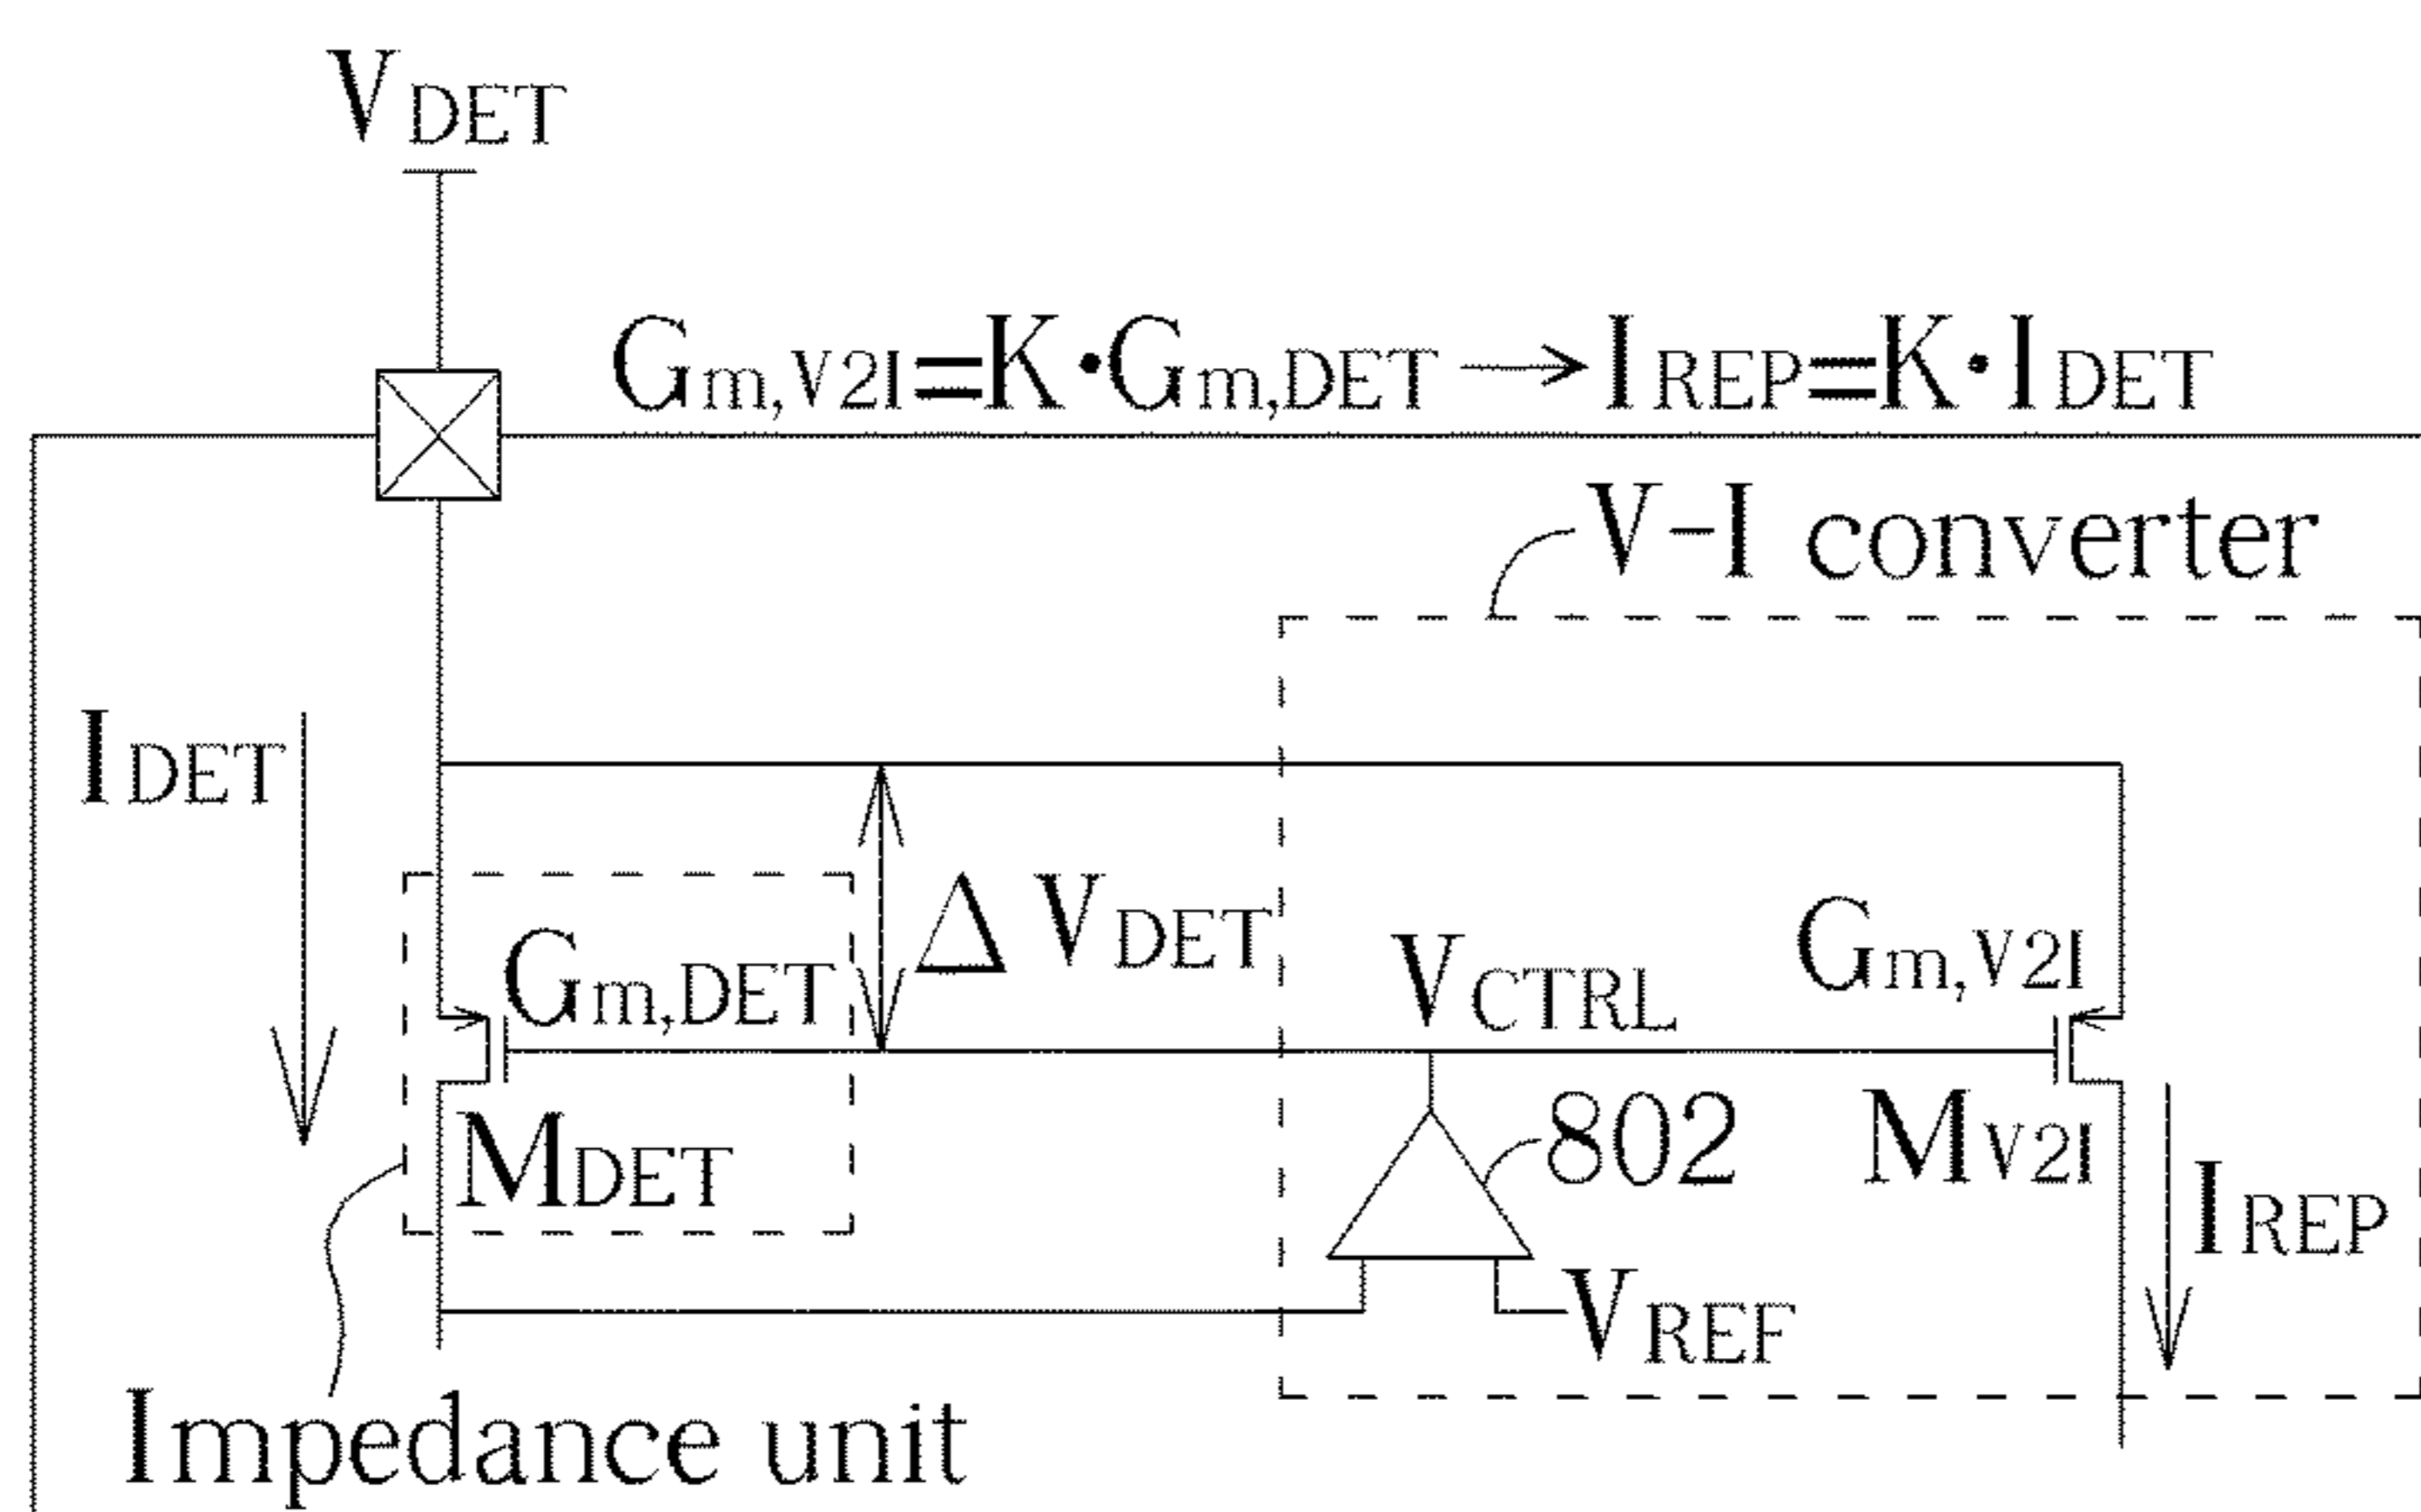 VDET
Gm,V2I=K·Gm,DET→IREP=K·IDET
V-I converter
IDET
Gm,DET
ΔVDET
VCTRL
Gm,V2I
MDET
802
MV2I
IREP
VREF
Impedance unit